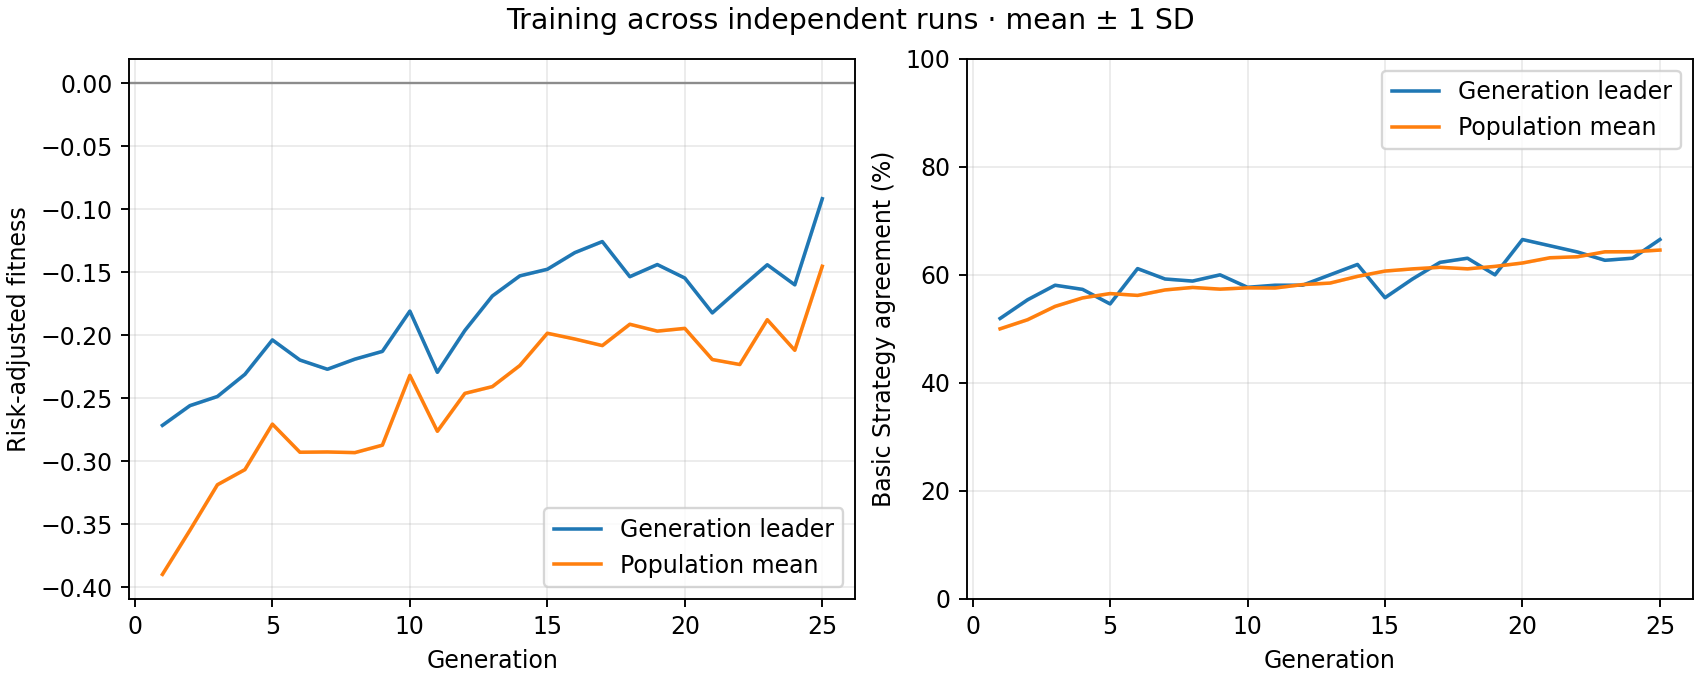 Training across independent runs · mean ± 1 SD
Risk-adjusted fitness
0.00
−0.05
−0.10
−0.15
−0.20
−0.25
−0.30
−0.35
−0.40
Generation leader
Population mean
0 5 10 15 20 25
Generation
Basic Strategy agreement (%)
100
80
60
40
20
0
Generation leader
Population mean
0 5 10 15 20 25
Generation